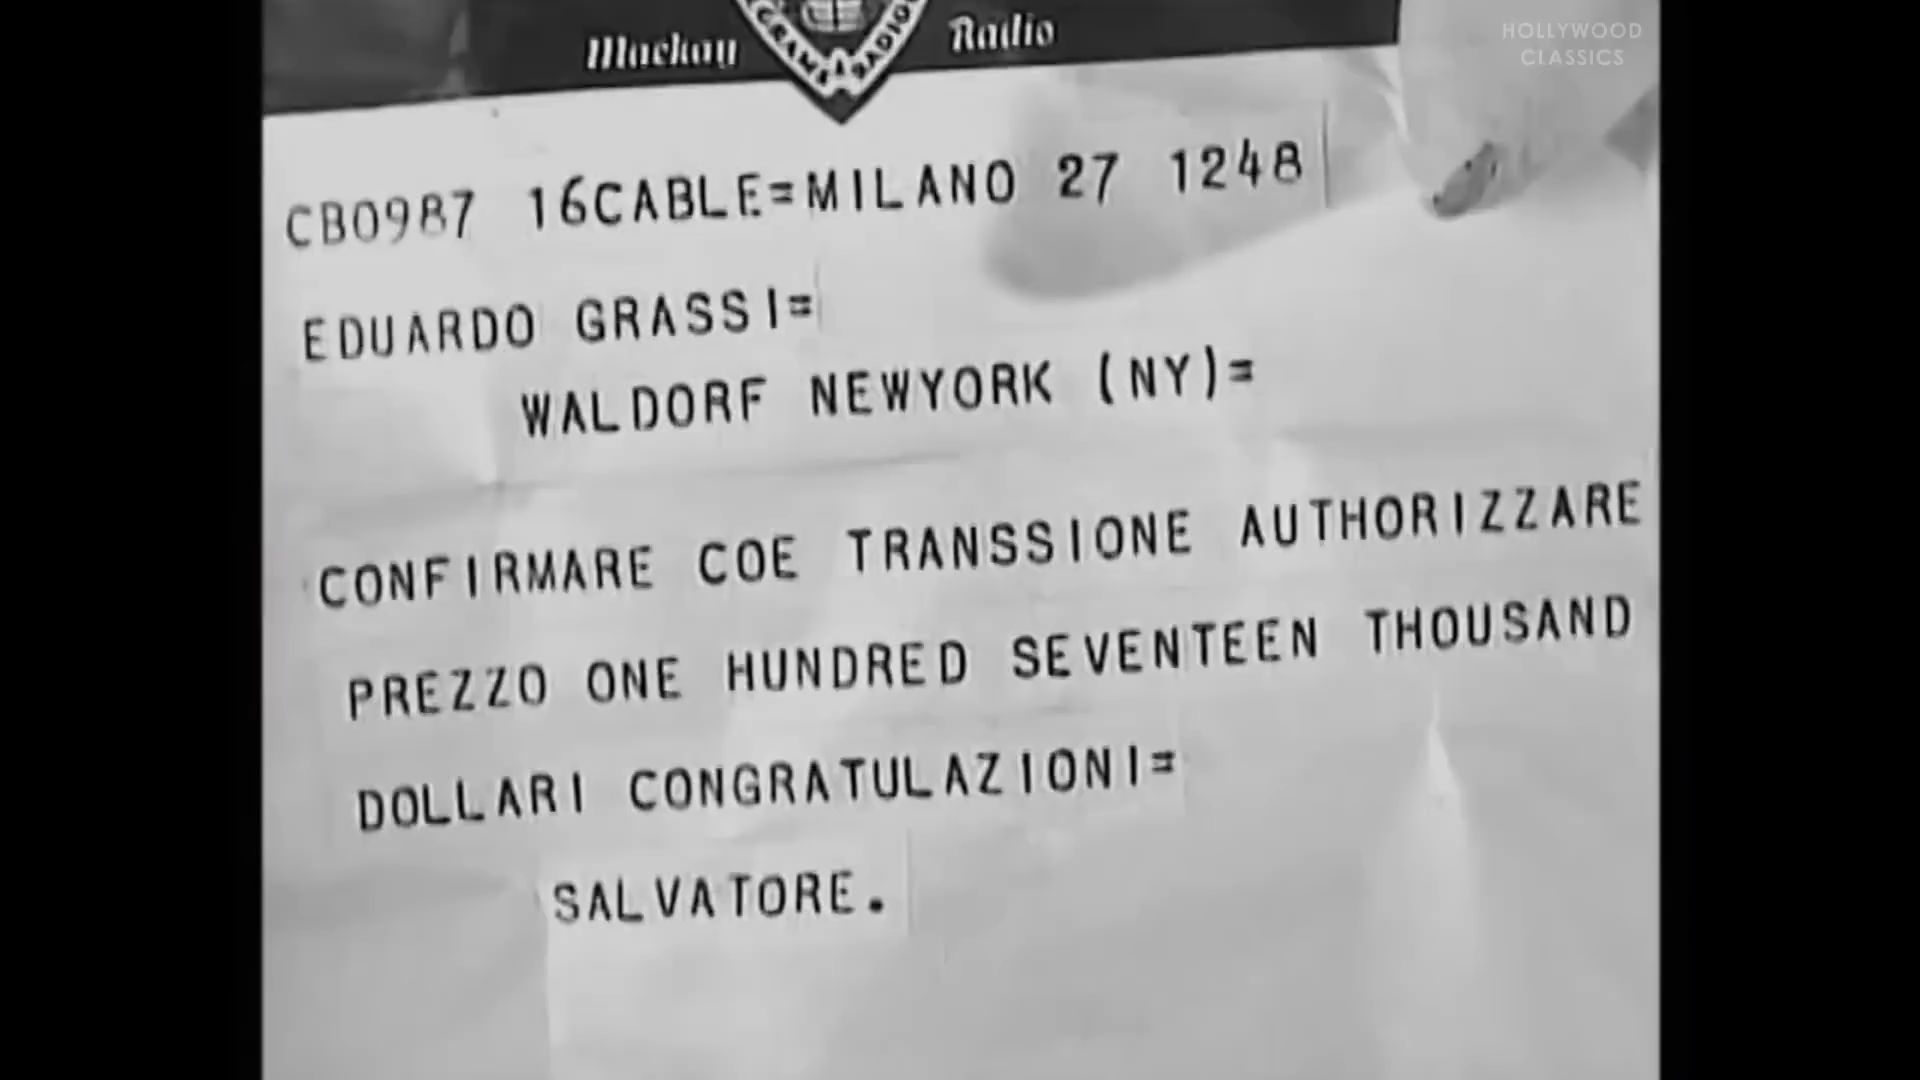 Mackay Radio
HOLLYWOOD
CLASSICS
CB0987 16CABLE=MILANO 27 1248
EDUARDO GRASSI=
WALDORF NEWYORK (NY)=
CONFIRMARE COE TRANSSIONE AUTHORIZZARE
PREZZO ONE HUNDRED SEVENTEEN THOUSAND
DOLLARI CONGRATULAZIONI=
SALVATORE.